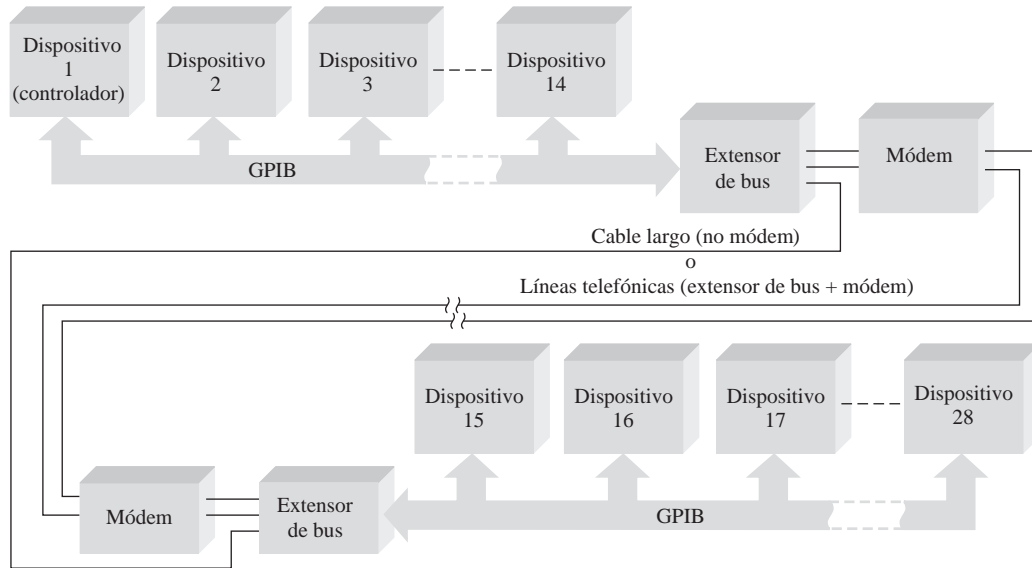 Dispositivo
1
(controlador)
Dispositivo
2
Dispositivo
3
Dispositivo
14
GPIB
Extensor
de bus
Módem
Cable largo (no módem)
o
Líneas telefónicas (extensor de bus + módem)
Dispositivo
15
Dispositivo
16
Dispositivo
17
Dispositivo
28
Módem
Extensor
de bus
GPIB